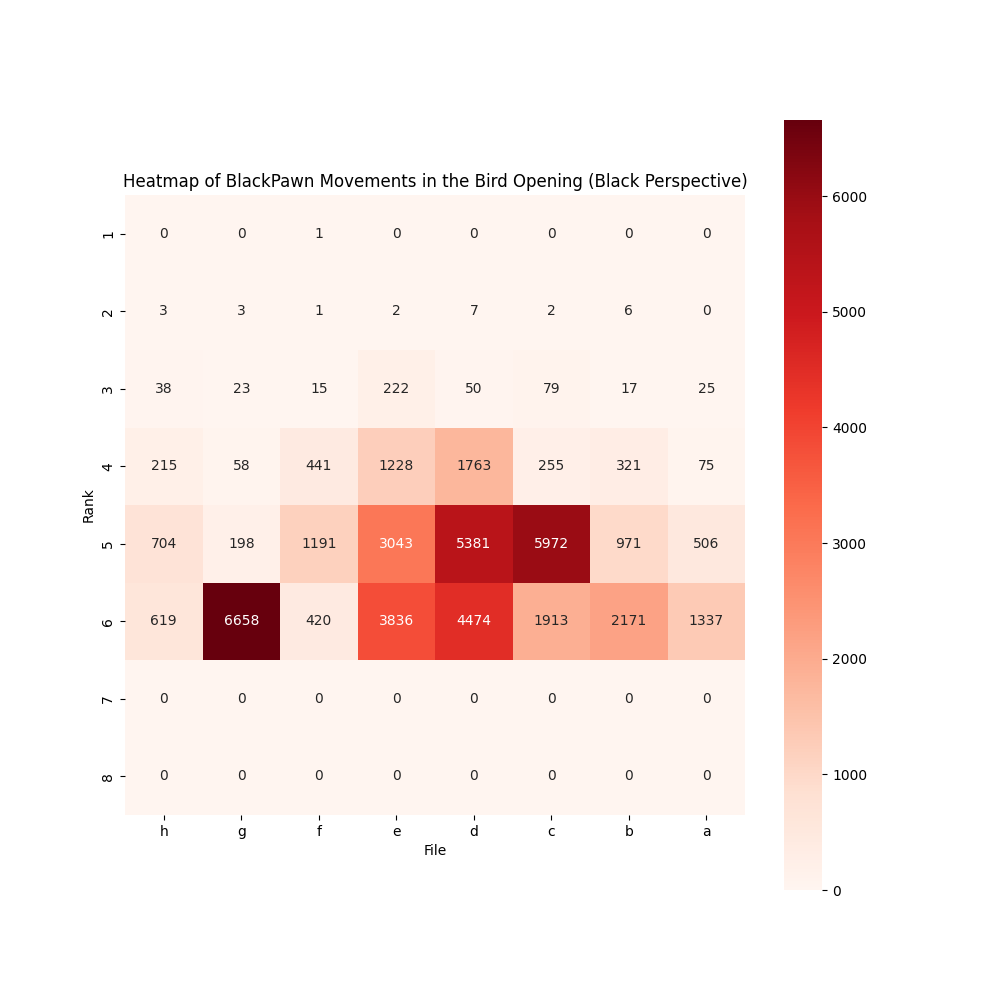 Heatmap of BlackPawn Movements in the Bird Opening (Black Perspective)
1 0 0 1 0 0 0 0 0
2 3 3 1 2 7 2 6 0
3 38 23 15 222 50 79 17 25
4 215 58 441 1228 1763 255 321 75
5 704 198 1191 3043 5381 5972 971 506
6 619 6658 420 3836 4474 1913 2171 1337
7 0 0 0 0 0 0 0 0
8 0 0 0 0 0 0 0 0
h g f e d c b a
File
Rank
6000
5000
4000
3000
2000
1000
0